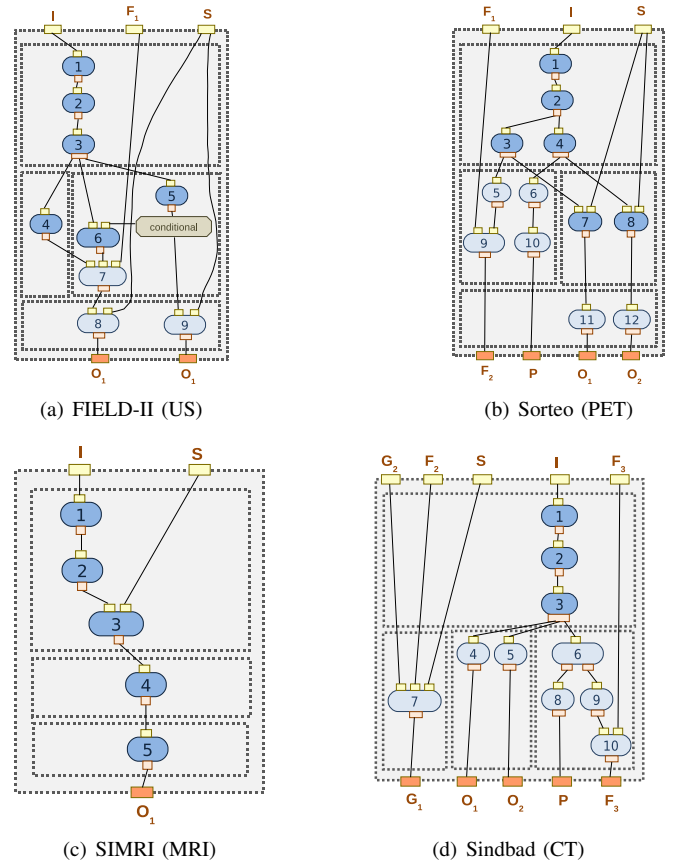 I F₁ S
1
2
3
5
4
conditional
6
7
8 9
O₁ O₁
(a) FIELD-II (US)
F₁ I S
1
2
3 4
5 6
7 8
9 10
11 12
F₂ P O₁ O₂
(b) Sorteo (PET)
I S
1
2
3
4
5
O₁
(c) SIMRI (MRI)
G₂ F₂ S I F₃
1
2
3
4 5 6
7 8 9
10
G₁ O₁ O₂ P F₃
(d) Sindbad (CT)